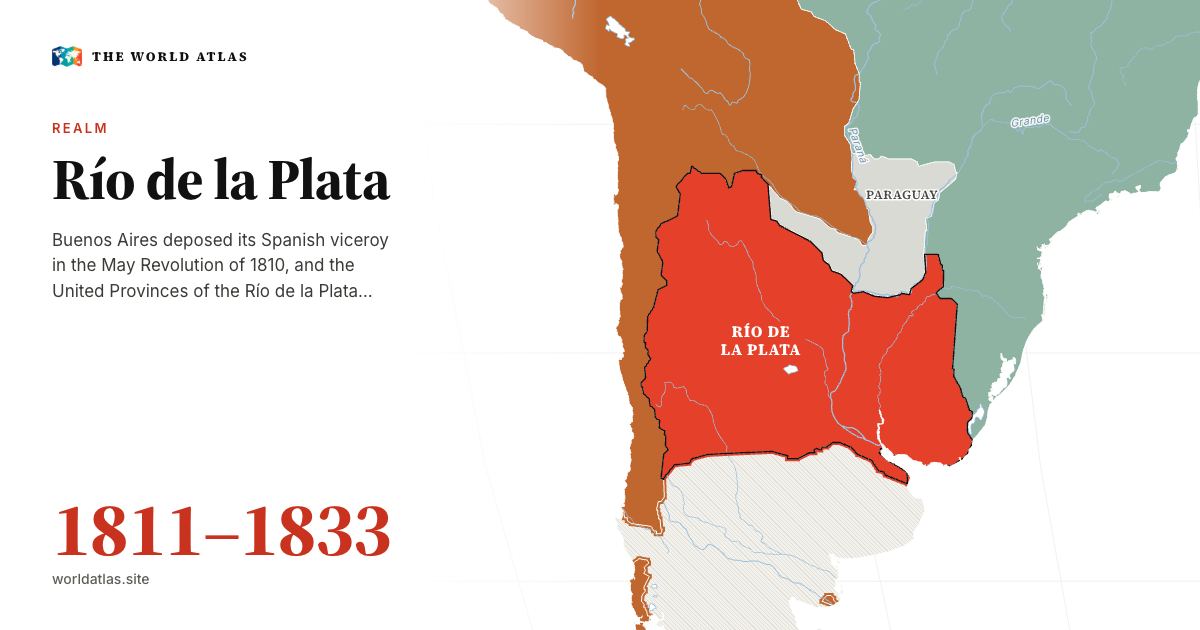 THE WORLD ATLAS
REALM
Río de la Plata
Buenos Aires deposed its Spanish viceroy
in the May Revolution of 1810, and the
United Provinces of the Río de la Plata...
1811–1833
worldatlas.site
Grande
Paraná
PARAGUAY
RÍO DE
LA PLATA